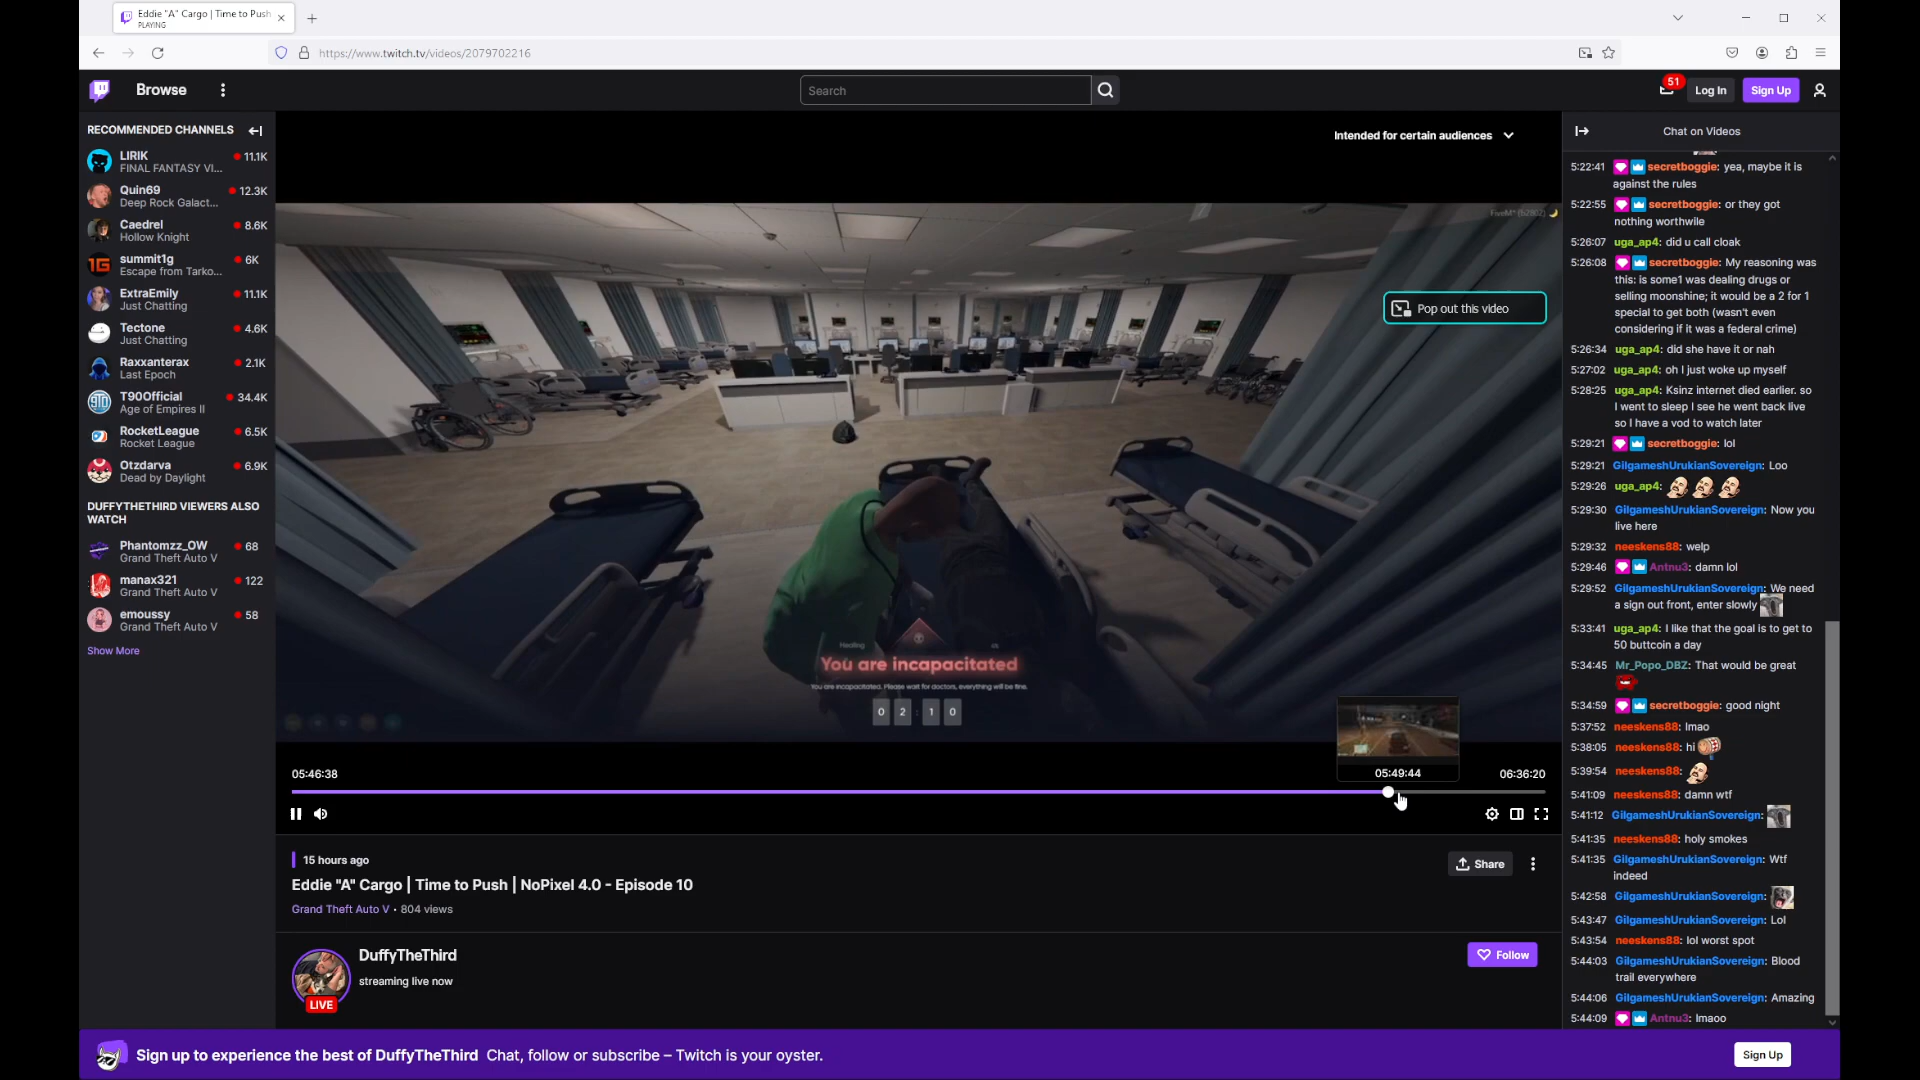 Eddie "A" Cargo | Time to Push
PLAYING
https://www.twitch.tv/videos/2079702216
Browse
Search
51
Log In
Sign Up
RECOMMENDED CHANNELS
LIRIK
11.1K
FINAL FANTASY VI...
Quin69
12.3K
Deep Rock Galact...
Caedrel
8.6K
Hollow Knight
summit1g
6K
Escape from Tarko...
ExtraEmily
11.1K
Just Chatting
Tectone
4.6K
Just Chatting
Raxxanterax
2.1K
Last Epoch
T90Official
34.4K
Age of Empires II
RocketLeague
6.5K
Rocket League
Otzdarva
6.9K
Dead by Daylight
DUFFYTHETHIRD VIEWERS ALSO
WATCH
Phantomzz_OW
68
Grand Theft Auto V
manax321
122
Grand Theft Auto V
emoussy
58
Grand Theft Auto V
Show More
Intended for certain audiences
Pop out this video
Healing
You are incapacitated
You are incapacitated. Please wait for doctors, everything will be fine.
0 2 : 1 0
05:46:38
05:49:44
06:36:20
15 hours ago
Share
Eddie "A" Cargo | Time to Push | NoPixel 4.0 - Episode 10
Grand Theft Auto V • 804 views
DuffyTheThird
Follow
streaming live now
LIVE
Chat on Videos
5:22:41 secretboggie: yea, maybe it is
against the rules
5:22:55 secretboggie: or they got
nothing worthwile
5:26:07 uga_ap4: did u call cloak
5:26:08 secretboggie: My reasoning was
this: is some1 was dealing drugs or
selling moonshine; it would be a 2 for 1
special to get both (wasn't even
considering if it was a federal crime)
5:26:34 uga_ap4: did she have it or nah
5:27:02 uga_ap4: oh I just woke up myself
5:28:25 uga_ap4: Ksinz internet died earlier. so
I went to sleep I see he went back live
so I have a vod to watch later
5:29:21 secretboggie: lol
5:29:21 GilgameshUrukianSovereign: Loo
5:29:26 uga_ap4:
5:29:30 GilgameshUrukianSovereign: Now you
live here
5:29:32 neeskens88: welp
5:29:46 Antnu3: damn lol
5:29:52 GilgameshUrukianSovereign: We need
a sign out front, enter slowly
5:33:41 uga_ap4: I like that the goal is to get to
50 buttcoin a day
5:34:45 Mr_Popo_DBZ: That would be great
5:34:59 secretboggie: good night
5:37:52 neeskens88: lmao
5:38:05 neeskens88: hi
5:39:54 neeskens88:
5:41:09 neeskens88: damn wtf
5:41:12 GilgameshUrukianSovereign:
5:41:35 neeskens88: holy smokes
5:41:35 GilgameshUrukianSovereign: Wtf
indeed
5:42:58 GilgameshUrukianSovereign:
5:43:47 GilgameshUrukianSovereign: Lol
5:43:54 neeskens88: lol worst spot
5:44:03 GilgameshUrukianSovereign: Blood
trail everywhere
5:44:06 GilgameshUrukianSovereign: Amazing
5:44:09 Antnu3: lmaoo
Sign up to experience the best of DuffyTheThird Chat, follow or subscribe – Twitch is your oyster.
Sign Up